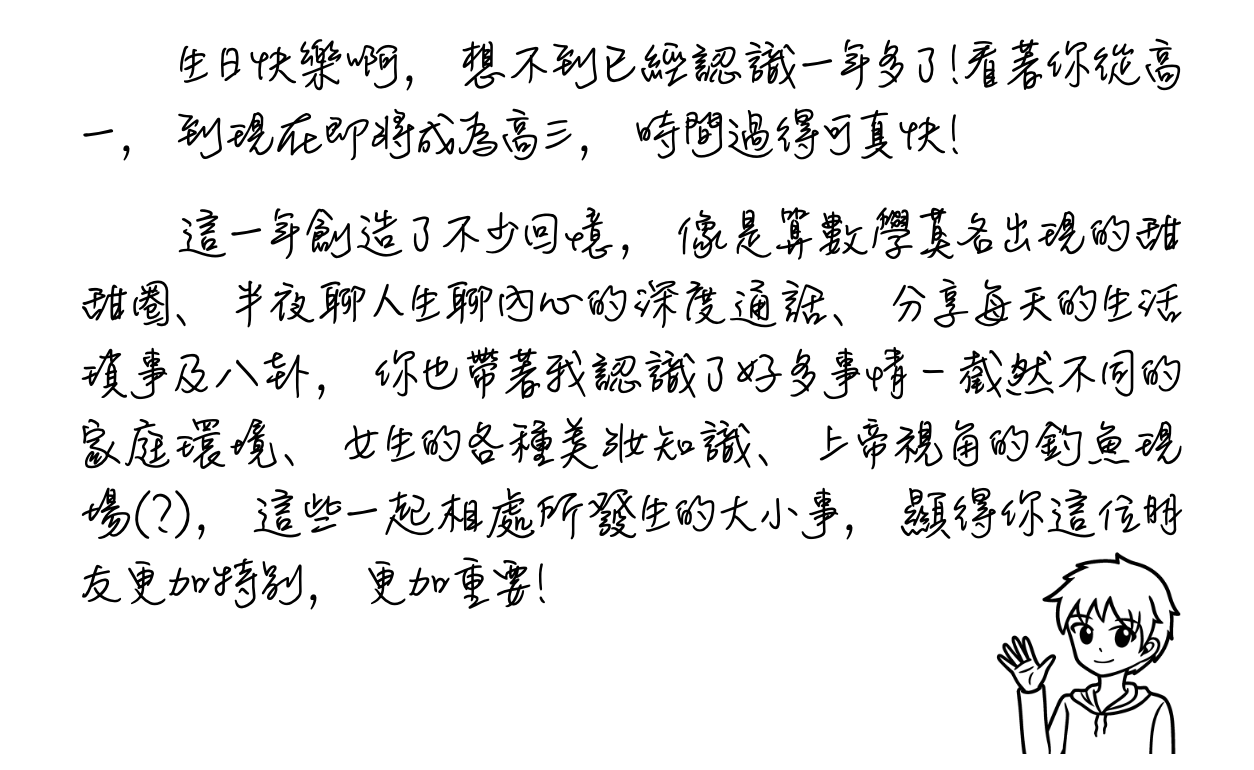 生日快樂啊，想不到已經認識一年多了!看著你從高
一，到現在即將成為高三，時間過得可真快!
這一年創造了不少回憶，像是算數學莫名出現的甜
甜圈、半夜聊人生聊內心的深度通話、分享每天的生活
瑣事及八卦，你也帶著我認識了好多事情-截然不同的
家庭環境、女生的各種美妝知識、上帝視角的釣魚現
場(?)，這些一起相處所發生的大小事，顯得你這位朋
友更加特別，更加重要!